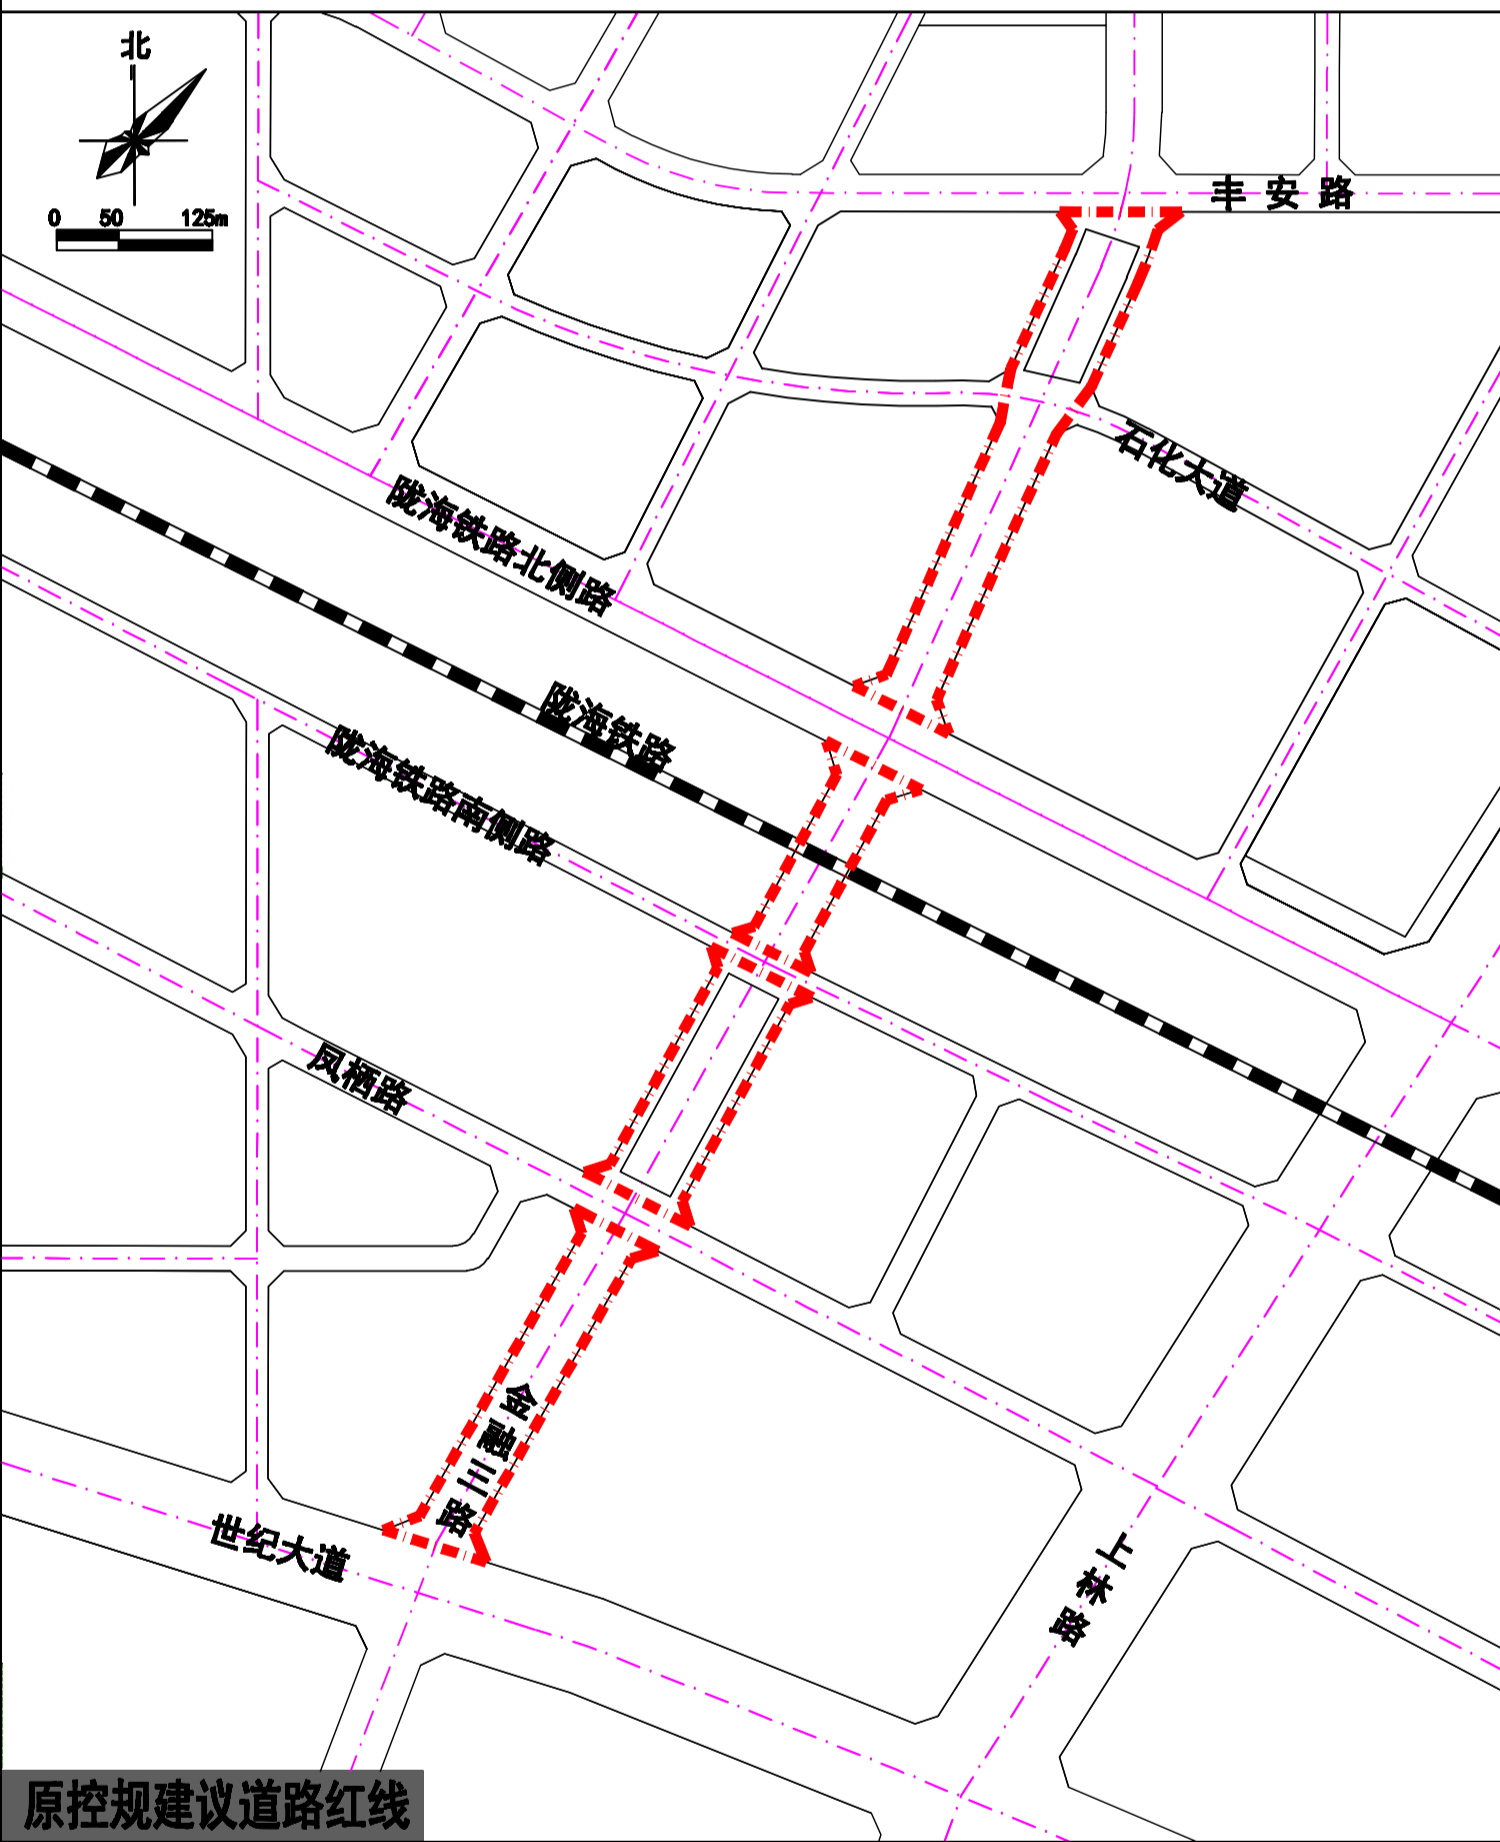 北
0 50 125m
丰安路
石化大道
陇海铁路北侧路
陇海铁路
陇海铁路南侧路
凤栖路
金融三路
世纪大道
上林路
原控规建议道路红线